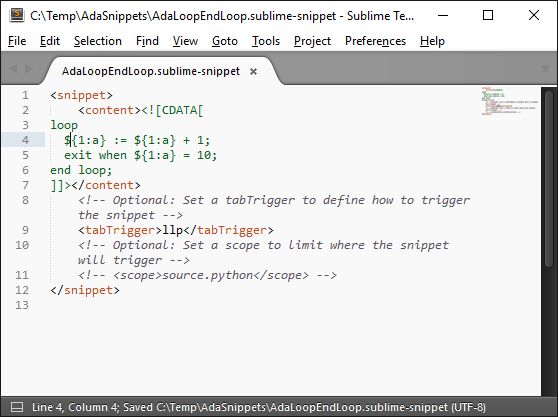 C:\Temp\AdaSnippets\AdaLoopEndLoop.sublime-snippet - Sublime Te...
File Edit Selection Find View Goto Tools Project Preferences Help
AdaLoopEndLoop.sublime-snippet ×
1 <snippet>
2     <content><![CDATA[
3 loop
4   ${1:a} := ${1:a} + 1;
5   exit when ${1:a} = 10;
6 end loop;
7 ]]></content>
8     <!-- Optional: Set a tabTrigger to define how to trigger
the snippet -->
9     <tabTrigger>llp</tabTrigger>
10     <!-- Optional: Set a scope to limit where the snippet
will trigger -->
11     <!-- <scope>source.python</scope> -->
12 </snippet>
13
Line 4, Column 4; Saved C:\Temp\AdaSnippets\AdaLoopEndLoop.sublime-snippet (UTF-8)